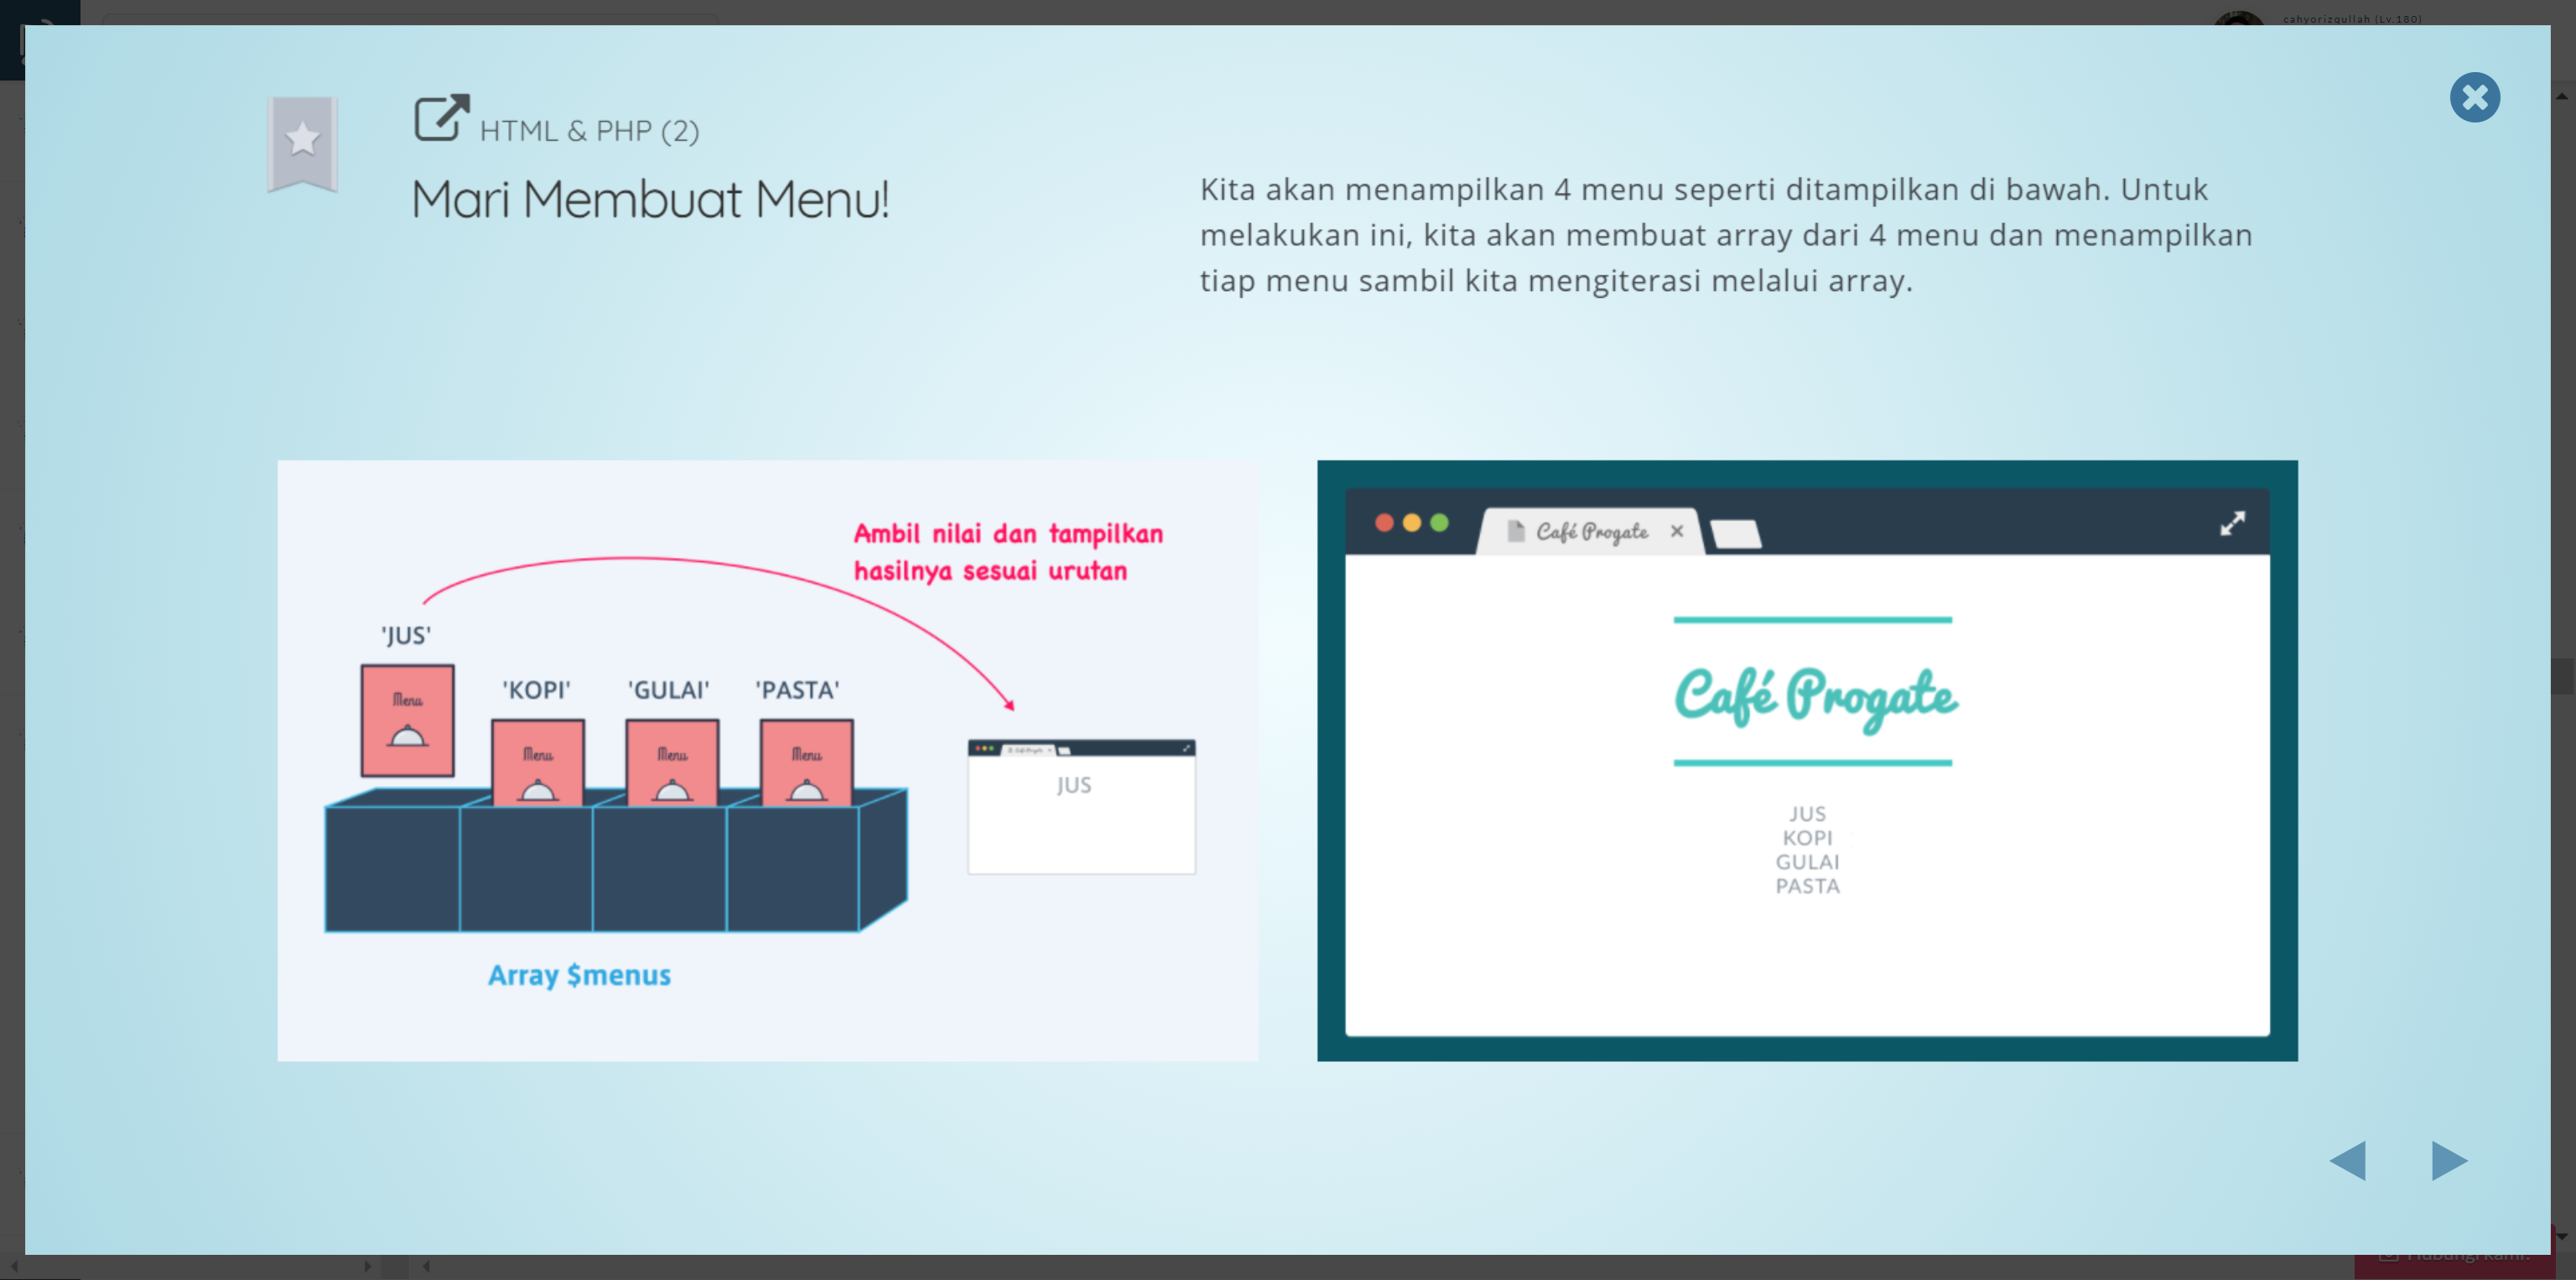 cahyorizqullah (Lv.180)
HTML & PHP (2)
Mari Membuat Menu!
Kita akan menampilkan 4 menu seperti ditampilkan di bawah. Untuk
melakukan ini, kita akan membuat array dari 4 menu dan menampilkan
tiap menu sambil kita mengiterasi melalui array.
Ambil nilai dan tampilkan
hasilnya sesuai urutan
'JUS'
'KOPI' 'GULAI' 'PASTA'
Menu
Menu
Menu
Menu
JUS
Array $menus
Café Progate
Café Progate
JUS
KOPI
GULAI
PASTA
Hubungi kami